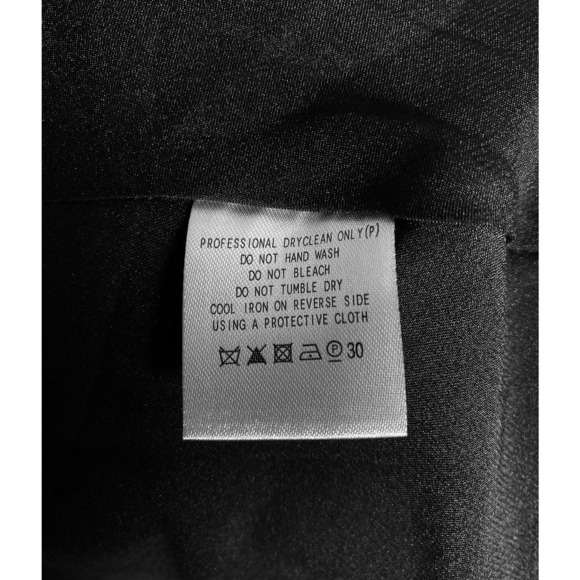 PROFESSIONAL DRYCLEAN ONLY(P)
DO NOT HAND WASH
DO NOT BLEACH
DO NOT TUMBLE DRY
COOL IRON ON REVERSE SIDE
USING A PROTECTIVE CLOTH
P 30